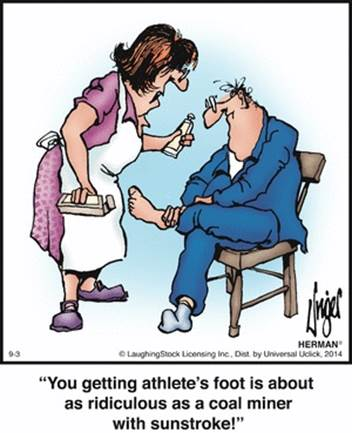 Unger
HERMAN®
9-3
© LaughingStock Licensing Inc., Dist. by Universal Uclick, 2014
“You getting athlete’s foot is about
as ridiculous as a coal miner
with sunstroke!”